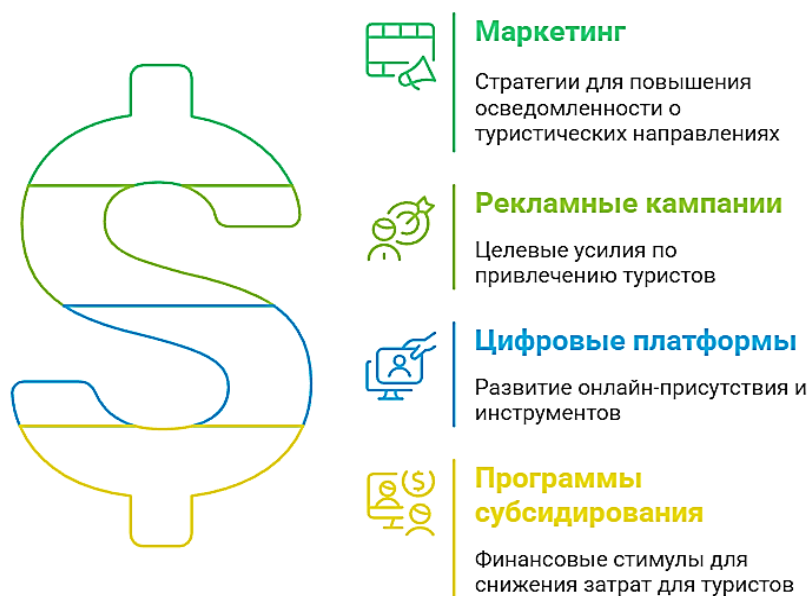 Маркетинг
Стратегии для повышения
осведомленности о
туристических направлениях
Рекламные кампании
Целевые усилия по
привлечению туристов
Цифровые платформы
Развитие онлайн-присутствия и
инструментов
Программы
субсидирования
Финансовые стимулы для
снижения затрат для туристов